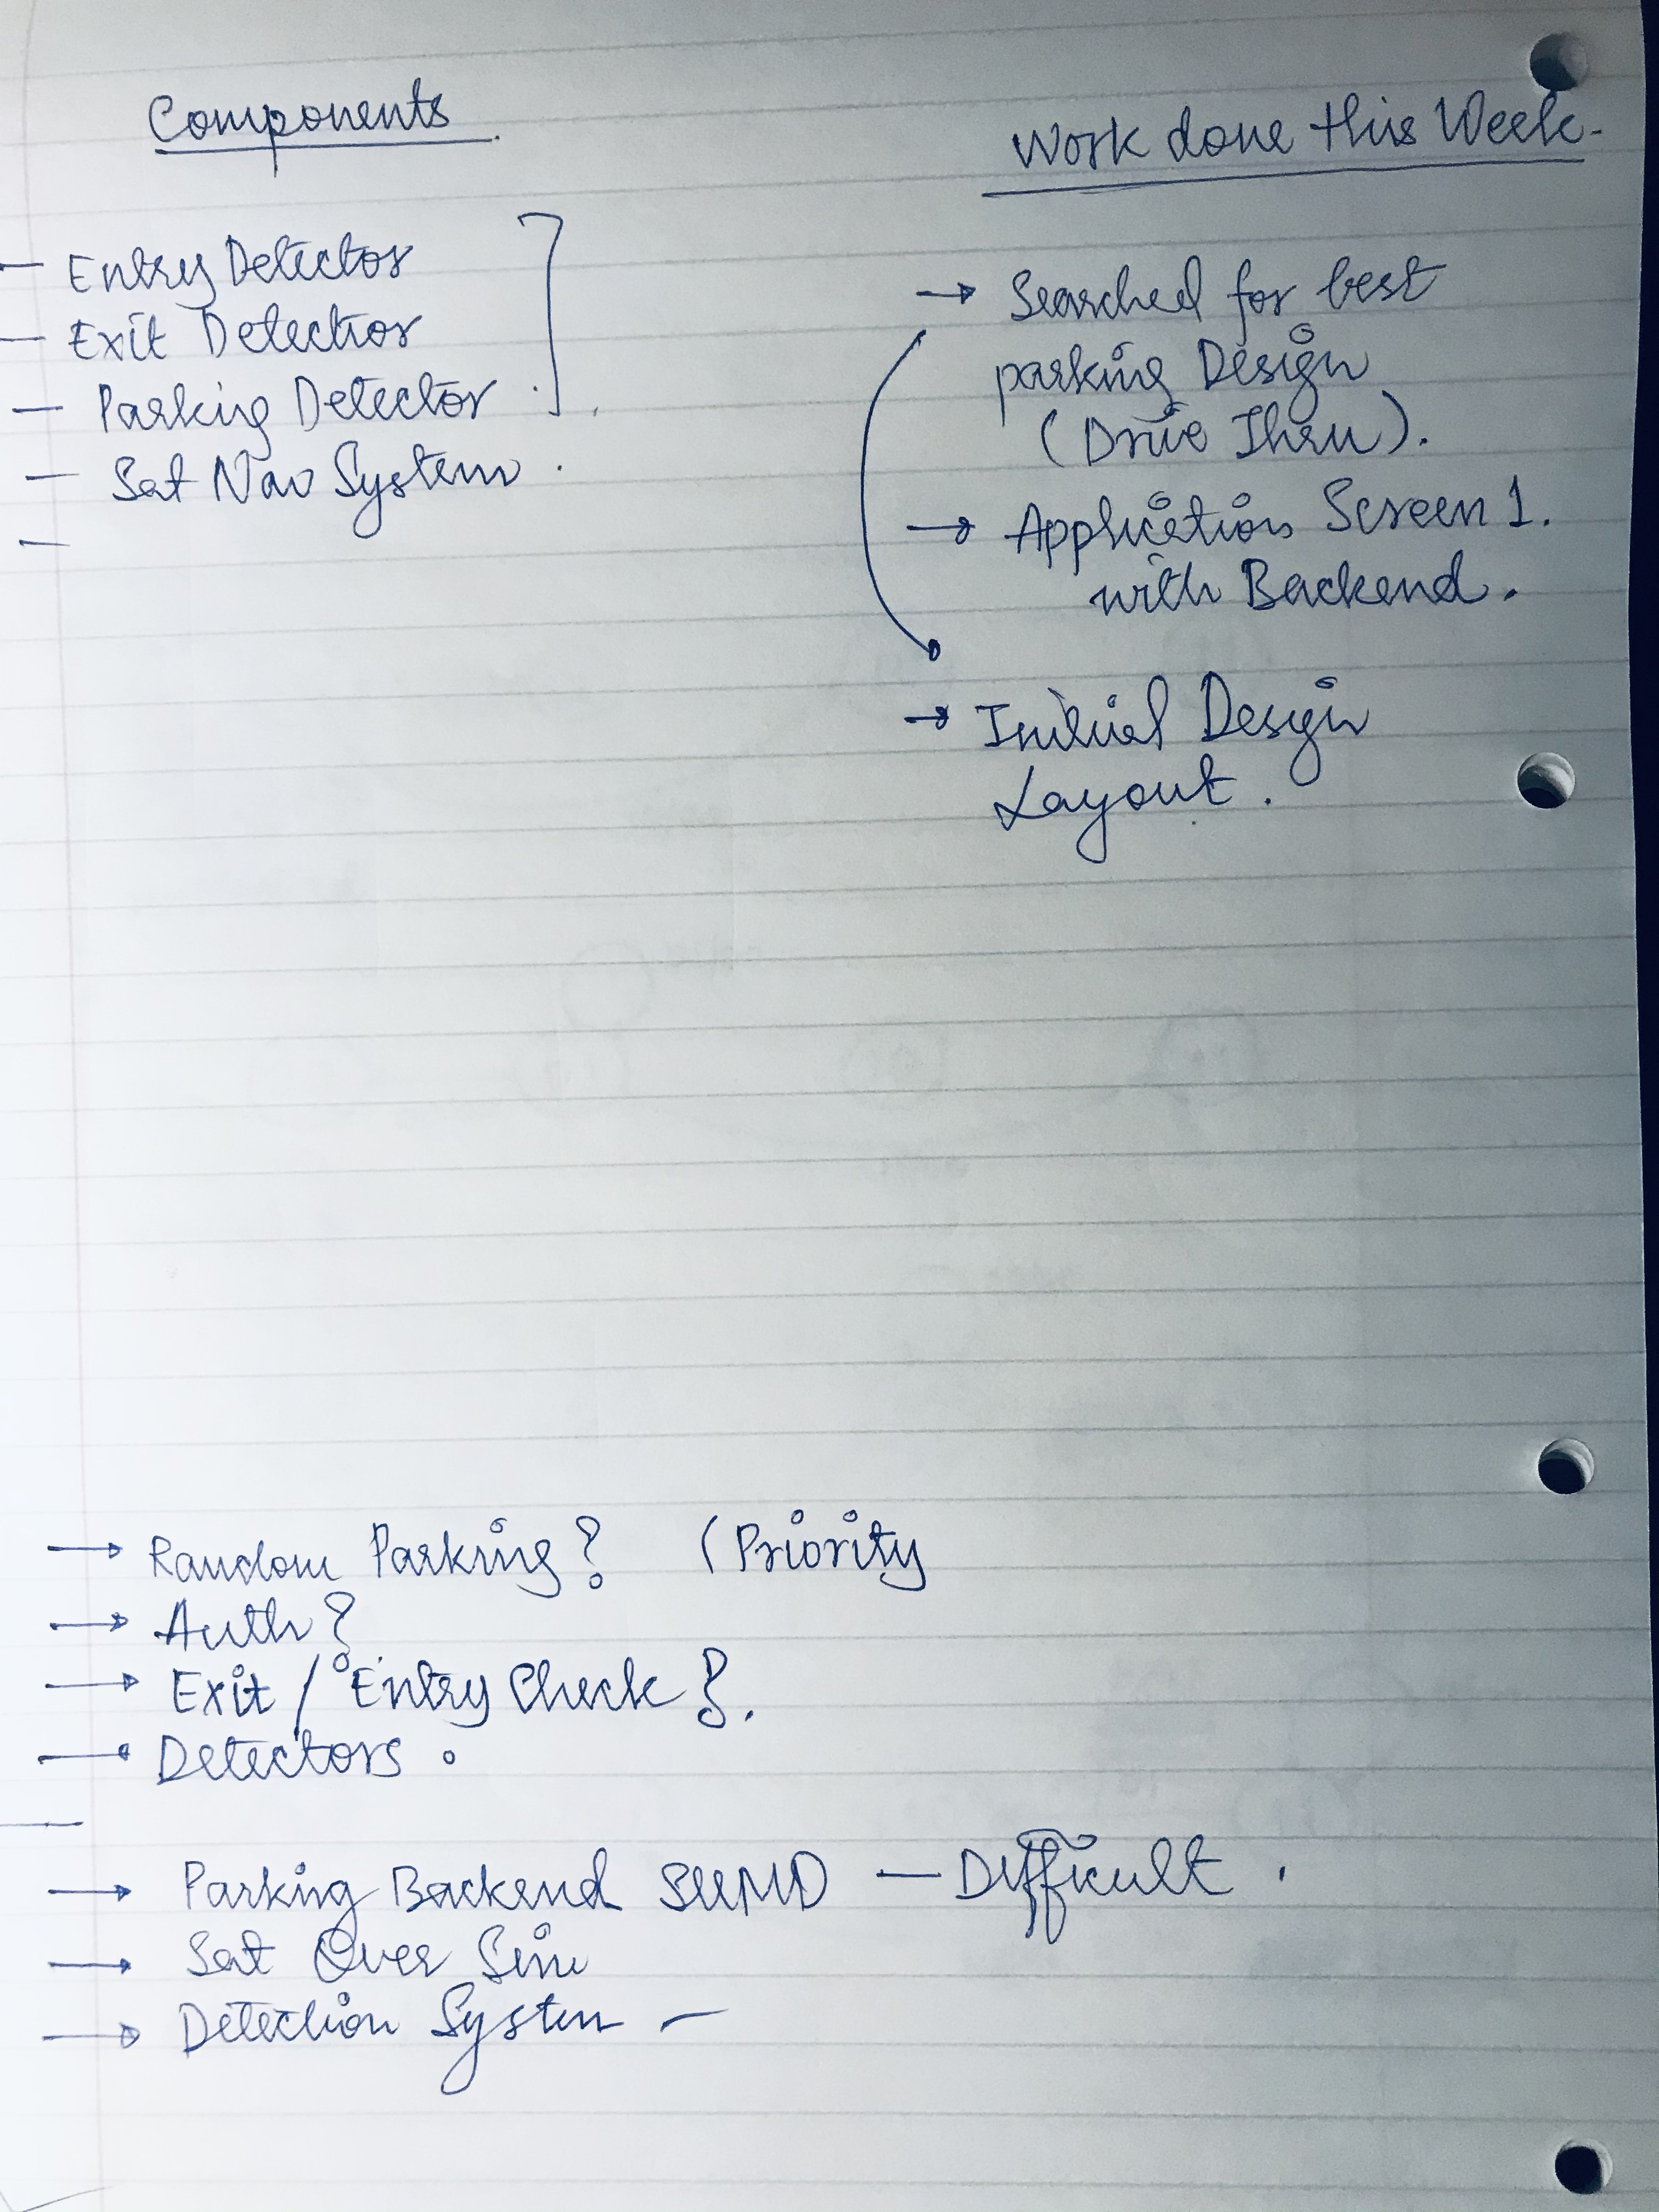 Components
Work done this Week-
- Entry Detector
- Exit Detector
- Parking Detector
- Sat Nav System.
-
→ Searched for best
parking Design
(Drive Thru).
→ Application Screen 1.
with Backend.
→ Initial Design
Layout.
→ Random Parking? (Priority
→ Auth?
→ Exit / Entry Check?.
→ Detectors.
→ Parking Backend - Difficult.
→ Sat Over
→ Detection System -